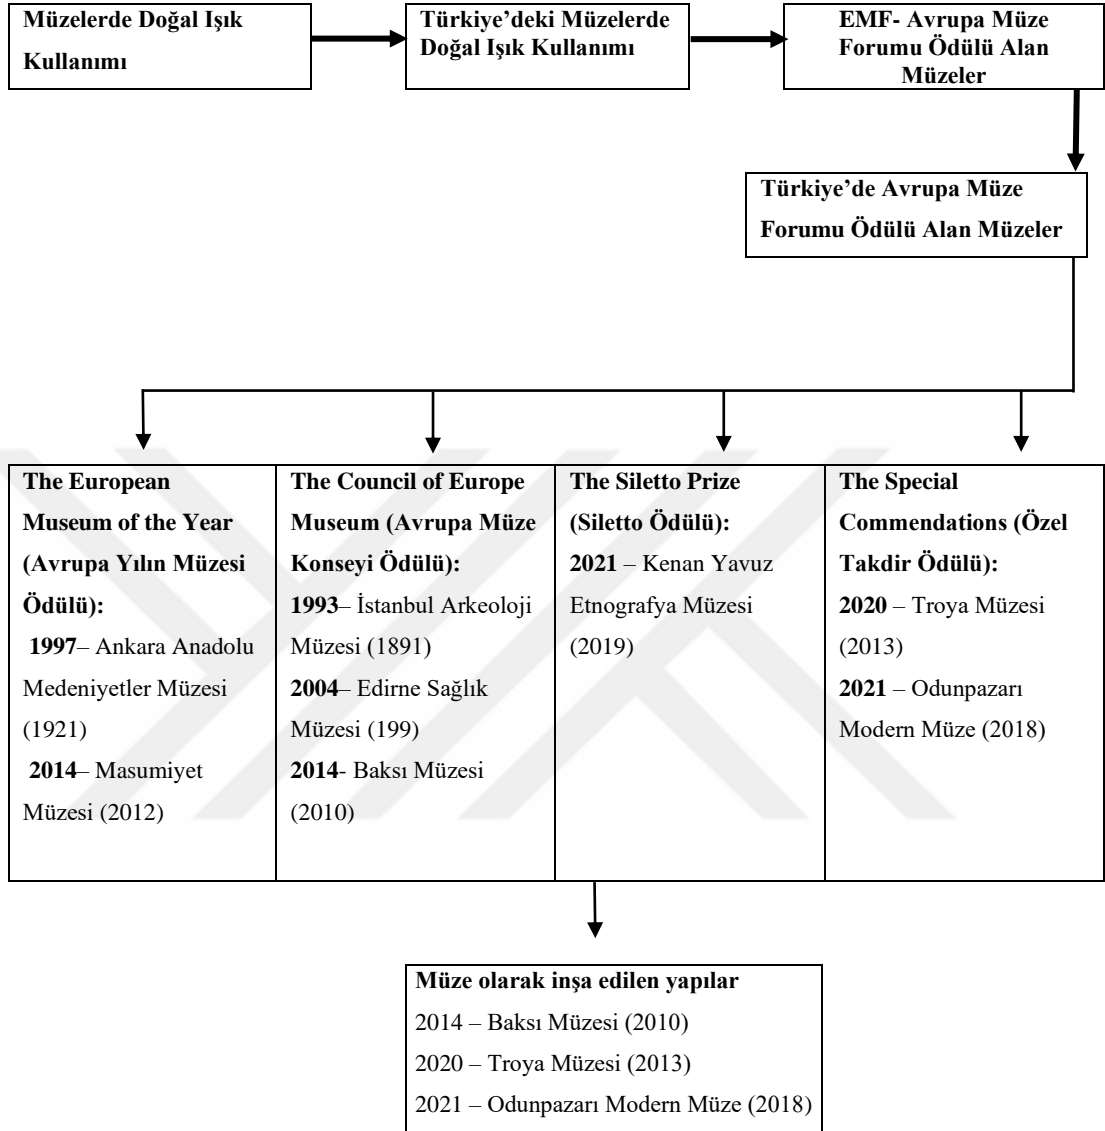 Müzelerde Doğal Işık
Kullanımı
Türkiye’deki Müzelerde
Doğal Işık Kullanımı
EMF- Avrupa Müze
Forumu Ödülü Alan
Müzeler
Türkiye’de Avrupa Müze
Forumu Ödülü Alan Müzeler
The European
Museum of the Year
(Avrupa Yılın Müzesi
Ödülü):
1997– Ankara Anadolu
Medeniyetler Müzesi
(1921)
2014– Masumiyet
Müzesi (2012)
The Council of Europe
Museum (Avrupa Müze
Konseyi Ödülü):
1993– İstanbul Arkeoloji
Müzesi (1891)
2004– Edirne Sağlık
Müzesi (199)
2014- Baksı Müzesi
(2010)
The Siletto Prize
(Siletto Ödülü):
2021 – Kenan Yavuz
Etnografya Müzesi
(2019)
The Special
Commendations (Özel
Takdir Ödülü):
2020 – Troya Müzesi
(2013)
2021 – Odunpazarı
Modern Müze (2018)
Müze olarak inşa edilen yapılar
2014 – Baksı Müzesi (2010)
2020 – Troya Müzesi (2013)
2021 – Odunpazarı Modern Müze (2018)